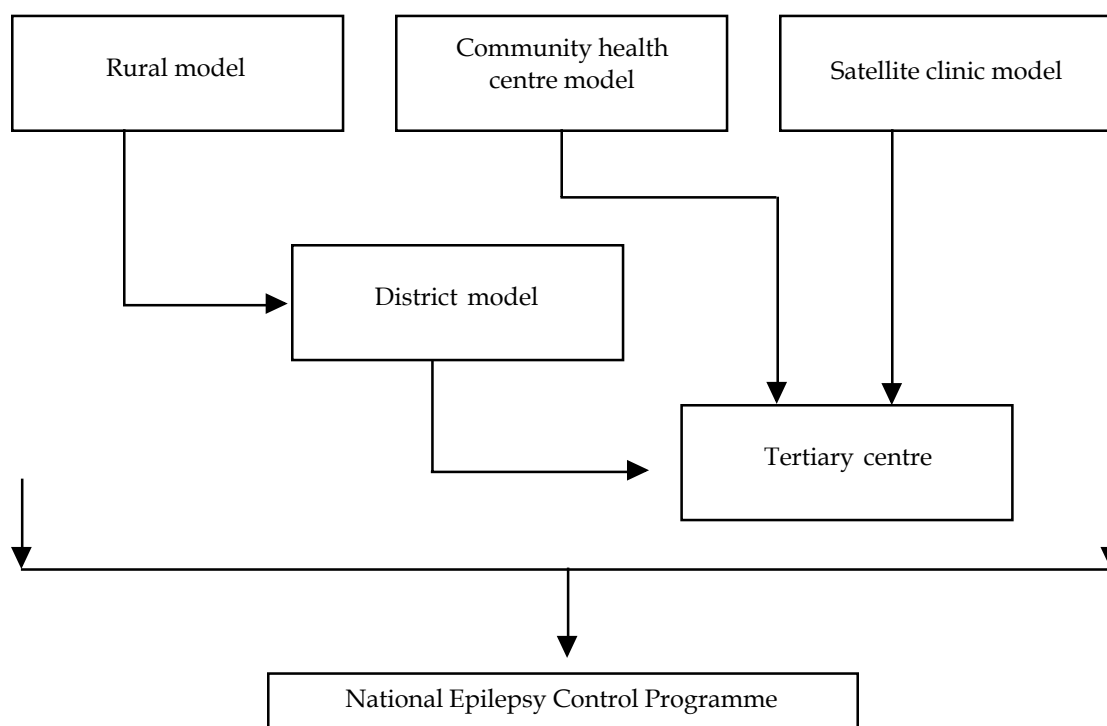 Rural model
Community health
centre model
Satellite clinic model
District model
Tertiary centre
National Epilepsy Control Programme